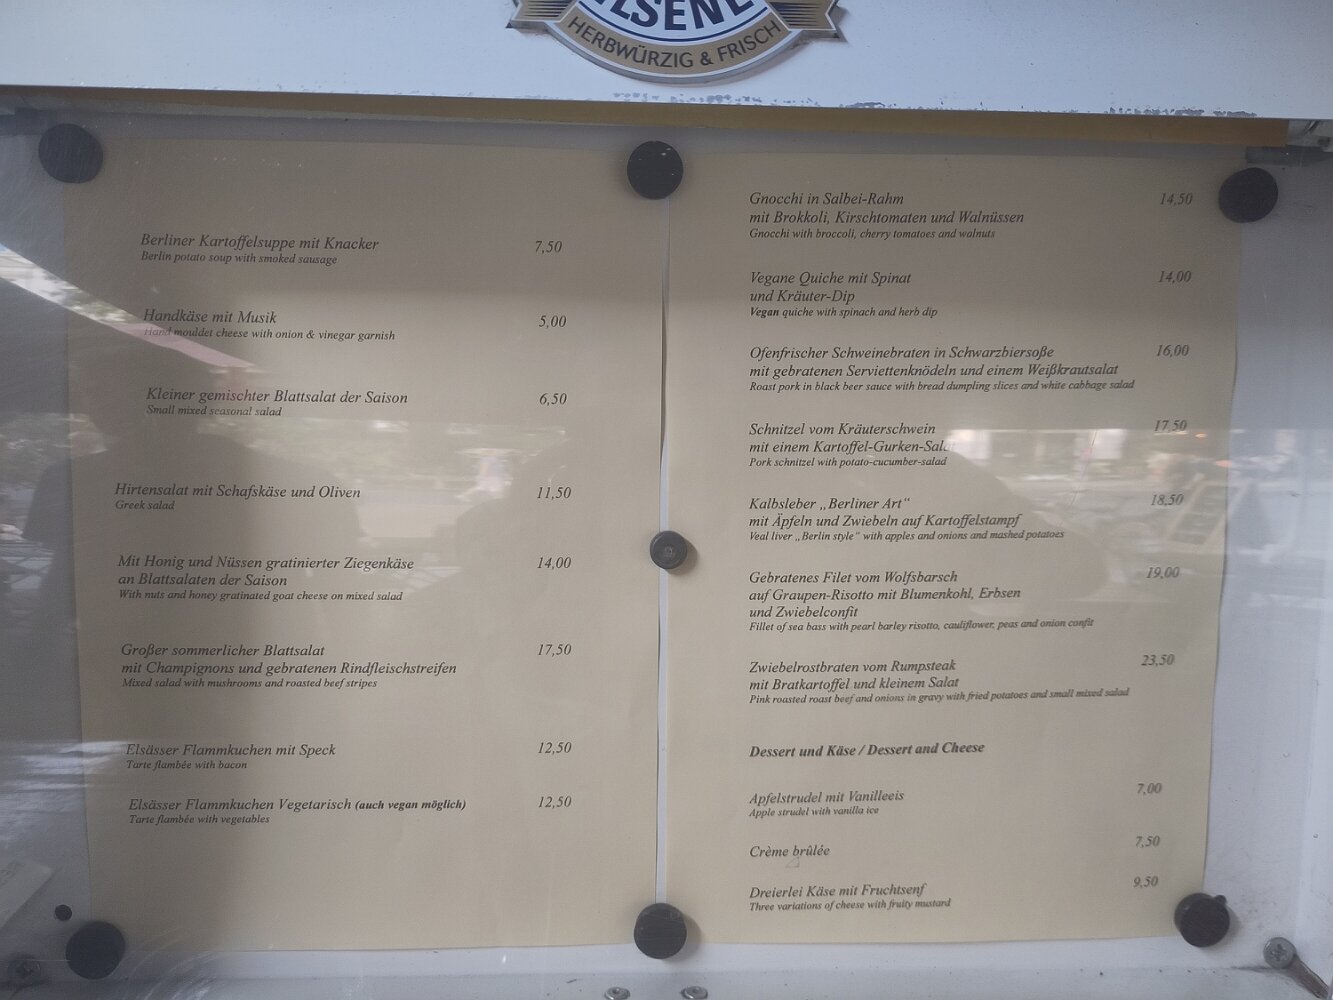 HERBWÜRZIG & FRISCH
Berliner Kartoffelsuppe mit Knacker 7,50
Berlin potato soup with smoked sausage
Handkäse mit Musik 5,00
Hand mouldet cheese with onion & vinegar garnish
Kleiner gemischter Blattsalat der Saison 6,50
Small mixed seasonal salad
Hirtensalat mit Schafskäse und Oliven 11,50
Greek salad
Mit Honig und Nüssen gratinierter Ziegenkäse 14,00
an Blattsalaten der Saison
With nuts and honey gratinated goat cheese on mixed salad
Großer sommerlicher Blattsalat 17,50
mit Champignons und gebratenen Rindfleischstreifen
Mixed salad with mushrooms and roasted beef stripes
Elsässer Flammkuchen mit Speck 12,50
Tarte flambée with bacon
Elsässer Flammkuchen Vegetarisch (auch vegan möglich) 12,50
Tarte flambée with vegetables
Gnocchi in Salbei-Rahm 14,50
mit Brokkoli, Kirschtomaten und Walnüssen
Gnocchi with broccoli, cherry tomatoes and walnuts
Vegane Quiche mit Spinat 14,00
und Kräuter-Dip
Vegan quiche with spinach and herb dip
Ofenfrischer Schweinebraten in Schwarzbiersoße 16,00
mit gebratenen Serviettenknödeln und einem Weißkrautsalat
Roast pork in black beer sauce with bread dumpling slices and white cabbage salad
Schnitzel vom Kräuterschwein 17,50
mit einem Kartoffel-Gurken-Salat
Pork schnitzel with potato-cucumber-salad
Kalbsleber „Berliner Art“ 18,50
mit Äpfeln und Zwiebeln auf Kartoffelstampf
Veal liver „Berlin style“ with apples and onions and mashed potatoes
Gebratenes Filet vom Wolfsbarsch 19,00
auf Graupen-Risotto mit Blumenkohl, Erbsen
und Zwiebelconfit
Fillet of sea bass with pearl barley risotto, cauliflower, peas and onion confit
Zwiebelrostbraten vom Rumpsteak 23,50
mit Bratkartoffel und kleinem Salat
Pink roasted roast beef and onions in gravy with fried potatoes and small mixed salad
Dessert und Käse / Dessert and Cheese
Apfelstrudel mit Vanilleeis 7,00
Apple strudel with vanilla ice
Crème brûlée 7,50
Dreierlei Käse mit Fruchtsenf 9,50
Three variations of cheese with fruity mustard